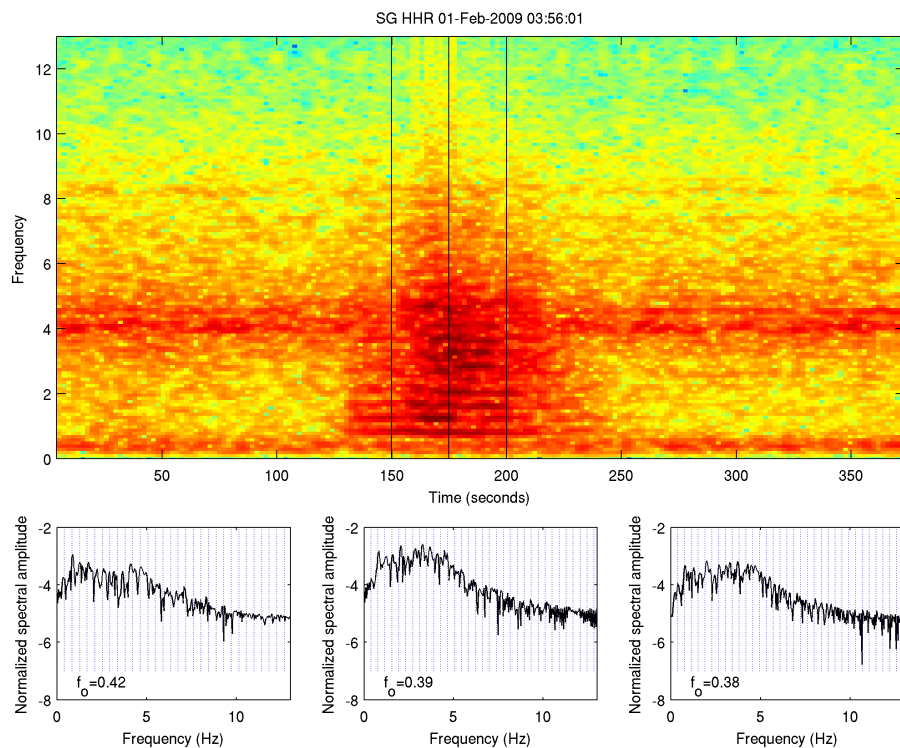 SG HHR 01-Feb-2009 03:56:01
Frequency
12
10
8
6
4
2
0
50 100 150 200 250 300 350
Time (seconds)
Normalized spectral amplitude
-2
-4
-6
-8
fo=0.42
0 5 10
Frequency (Hz)
Normalized spectral amplitude
-2
-4
-6
-8
fo=0.39
0 5 10
Frequency (Hz)
Normalized spectral amplitude
-2
-4
-6
-8
fo=0.38
0 5 10
Frequency (Hz)